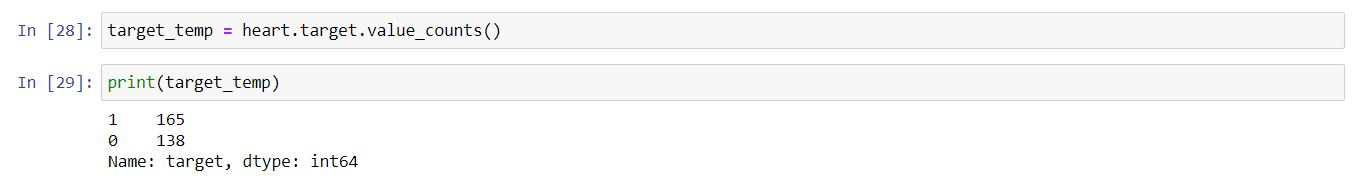 In [28]: target_temp = heart.target.value_counts()
In [29]: print(target_temp)
1    165
0    138
Name: target, dtype: int64